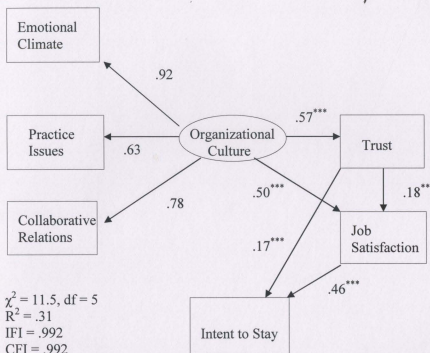 Emotional
Climate
.92
Practice
Issues
.63
Organizational
Culture
.57***
Trust
.78
.50***
.18**
Collaborative
Relations
.17***
Job
Satisfaction
.46***
χ² = 11.5, df = 5
R² = .31
IFI = .992
CFI = .992
Intent to Stay